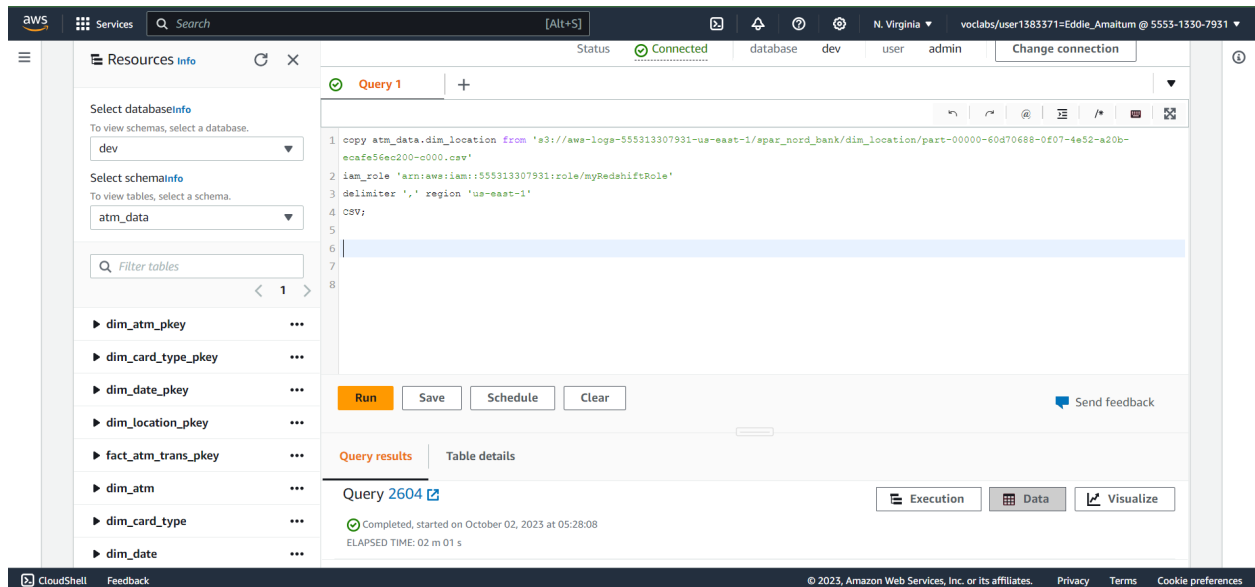 aws Services Search [Alt+S] N. Virginia ▼ voclabs/user1383371=Eddie_Amaitum @ 5553-1330-7931 ▼
Resources Info
Select databaseInfo
To view schemas, select a database.
dev
Select schemaInfo
To view tables, select a schema.
atm_data
Filter tables
< 1 >
dim_atm_pkey
dim_card_type_pkey
dim_date_pkey
dim_location_pkey
fact_atm_trans_pkey
dim_atm
dim_card_type
dim_date
Status Connected database dev user admin Change connection
Query 1 +
1 copy atm_data.dim_location from 's3://aws-logs-555313307931-us-east-1/spar_nord_bank/dim_location/part-00000-60d70688-0f07-4e52-a20b-
ecafe56ec200-c000.csv'
2 iam_role 'arn:aws:iam::555313307931:role/myRedshiftRole'
3 delimiter ',' region 'us-east-1'
4 CSV;
5
6
7
8
Run Save Schedule Clear
Send feedback
Query results Table details
Query 2604
Execution Data Visualize
Completed, started on October 02, 2023 at 05:28:08
ELAPSED TIME: 02 m 01 s
CloudShell Feedback © 2023, Amazon Web Services, Inc. or its affiliates. Privacy Terms Cookie preferences